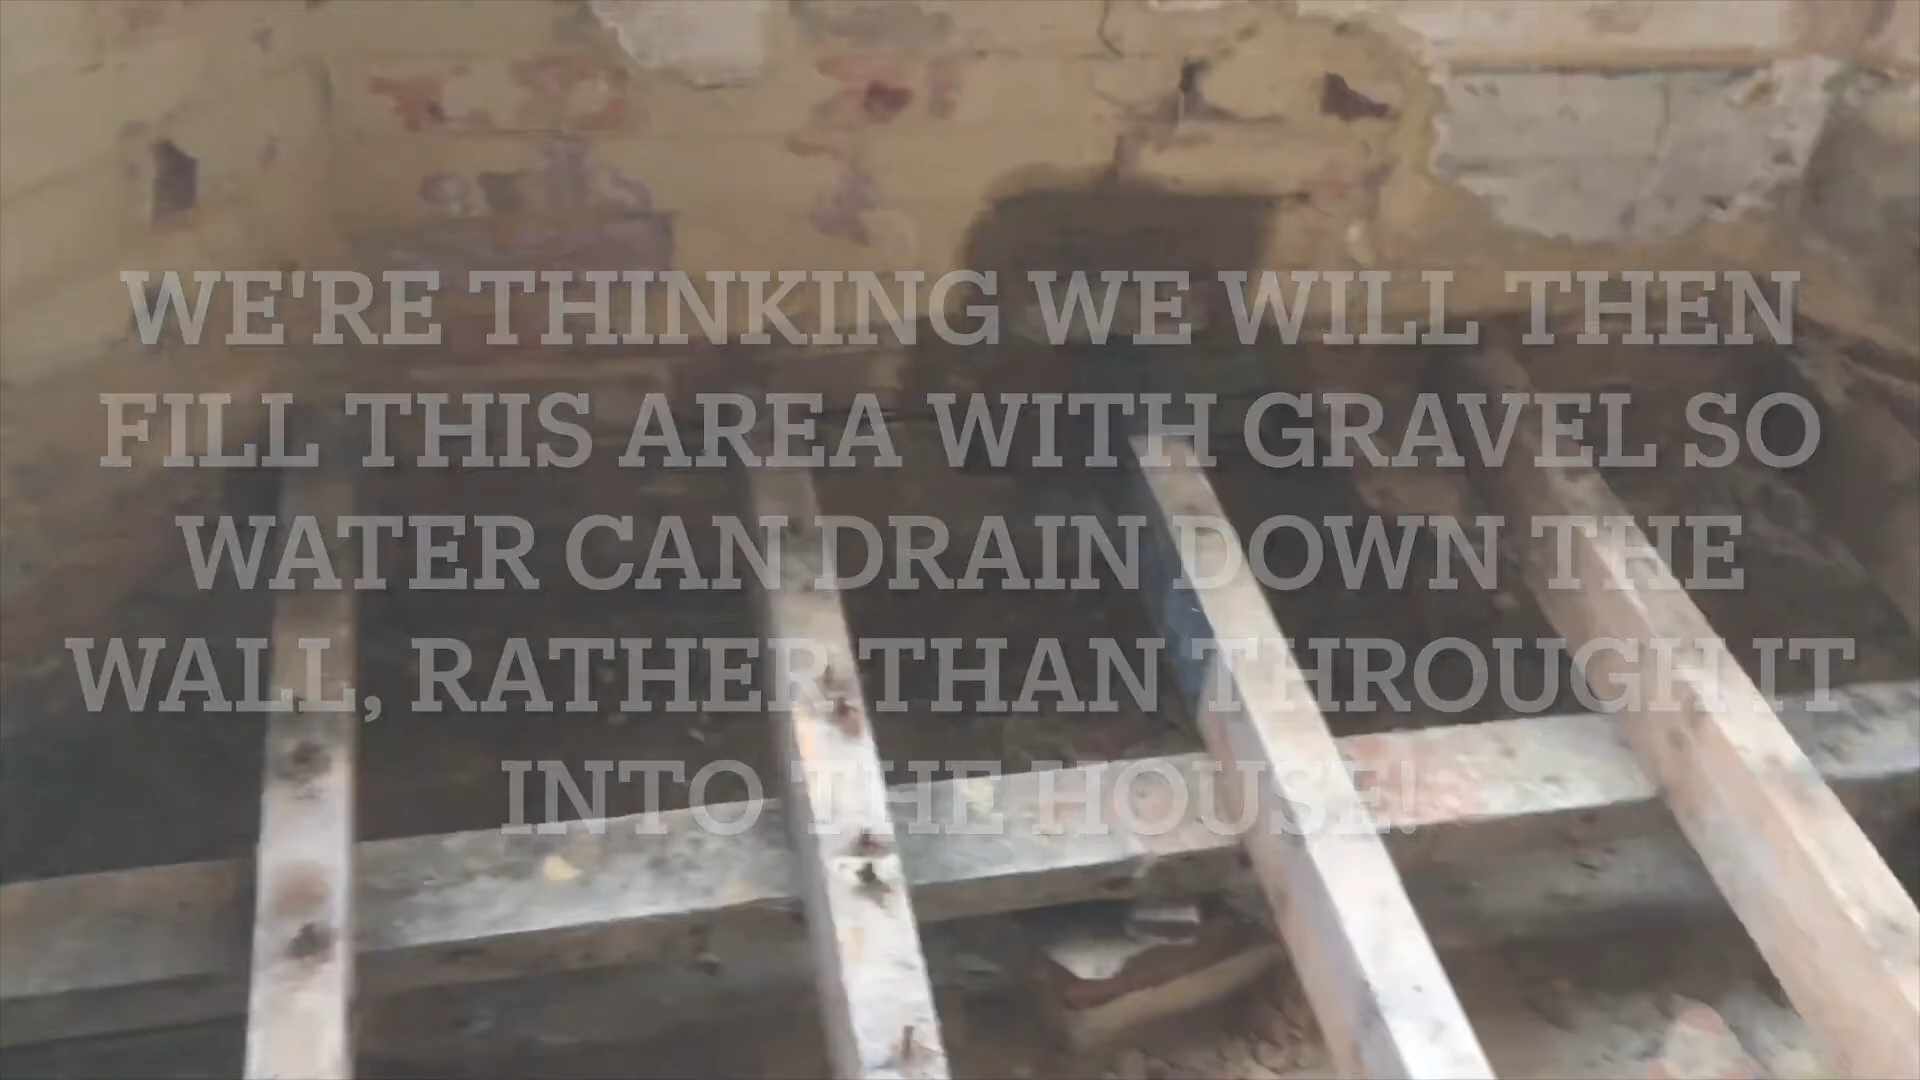 WE'RE THINKING WE WILL THEN
FILL THIS AREA WITH GRAVEL SO
WATER CAN DRAIN DOWN THE
WALL, RATHER THAN THROUGH IT
INTO THE HOUSE!